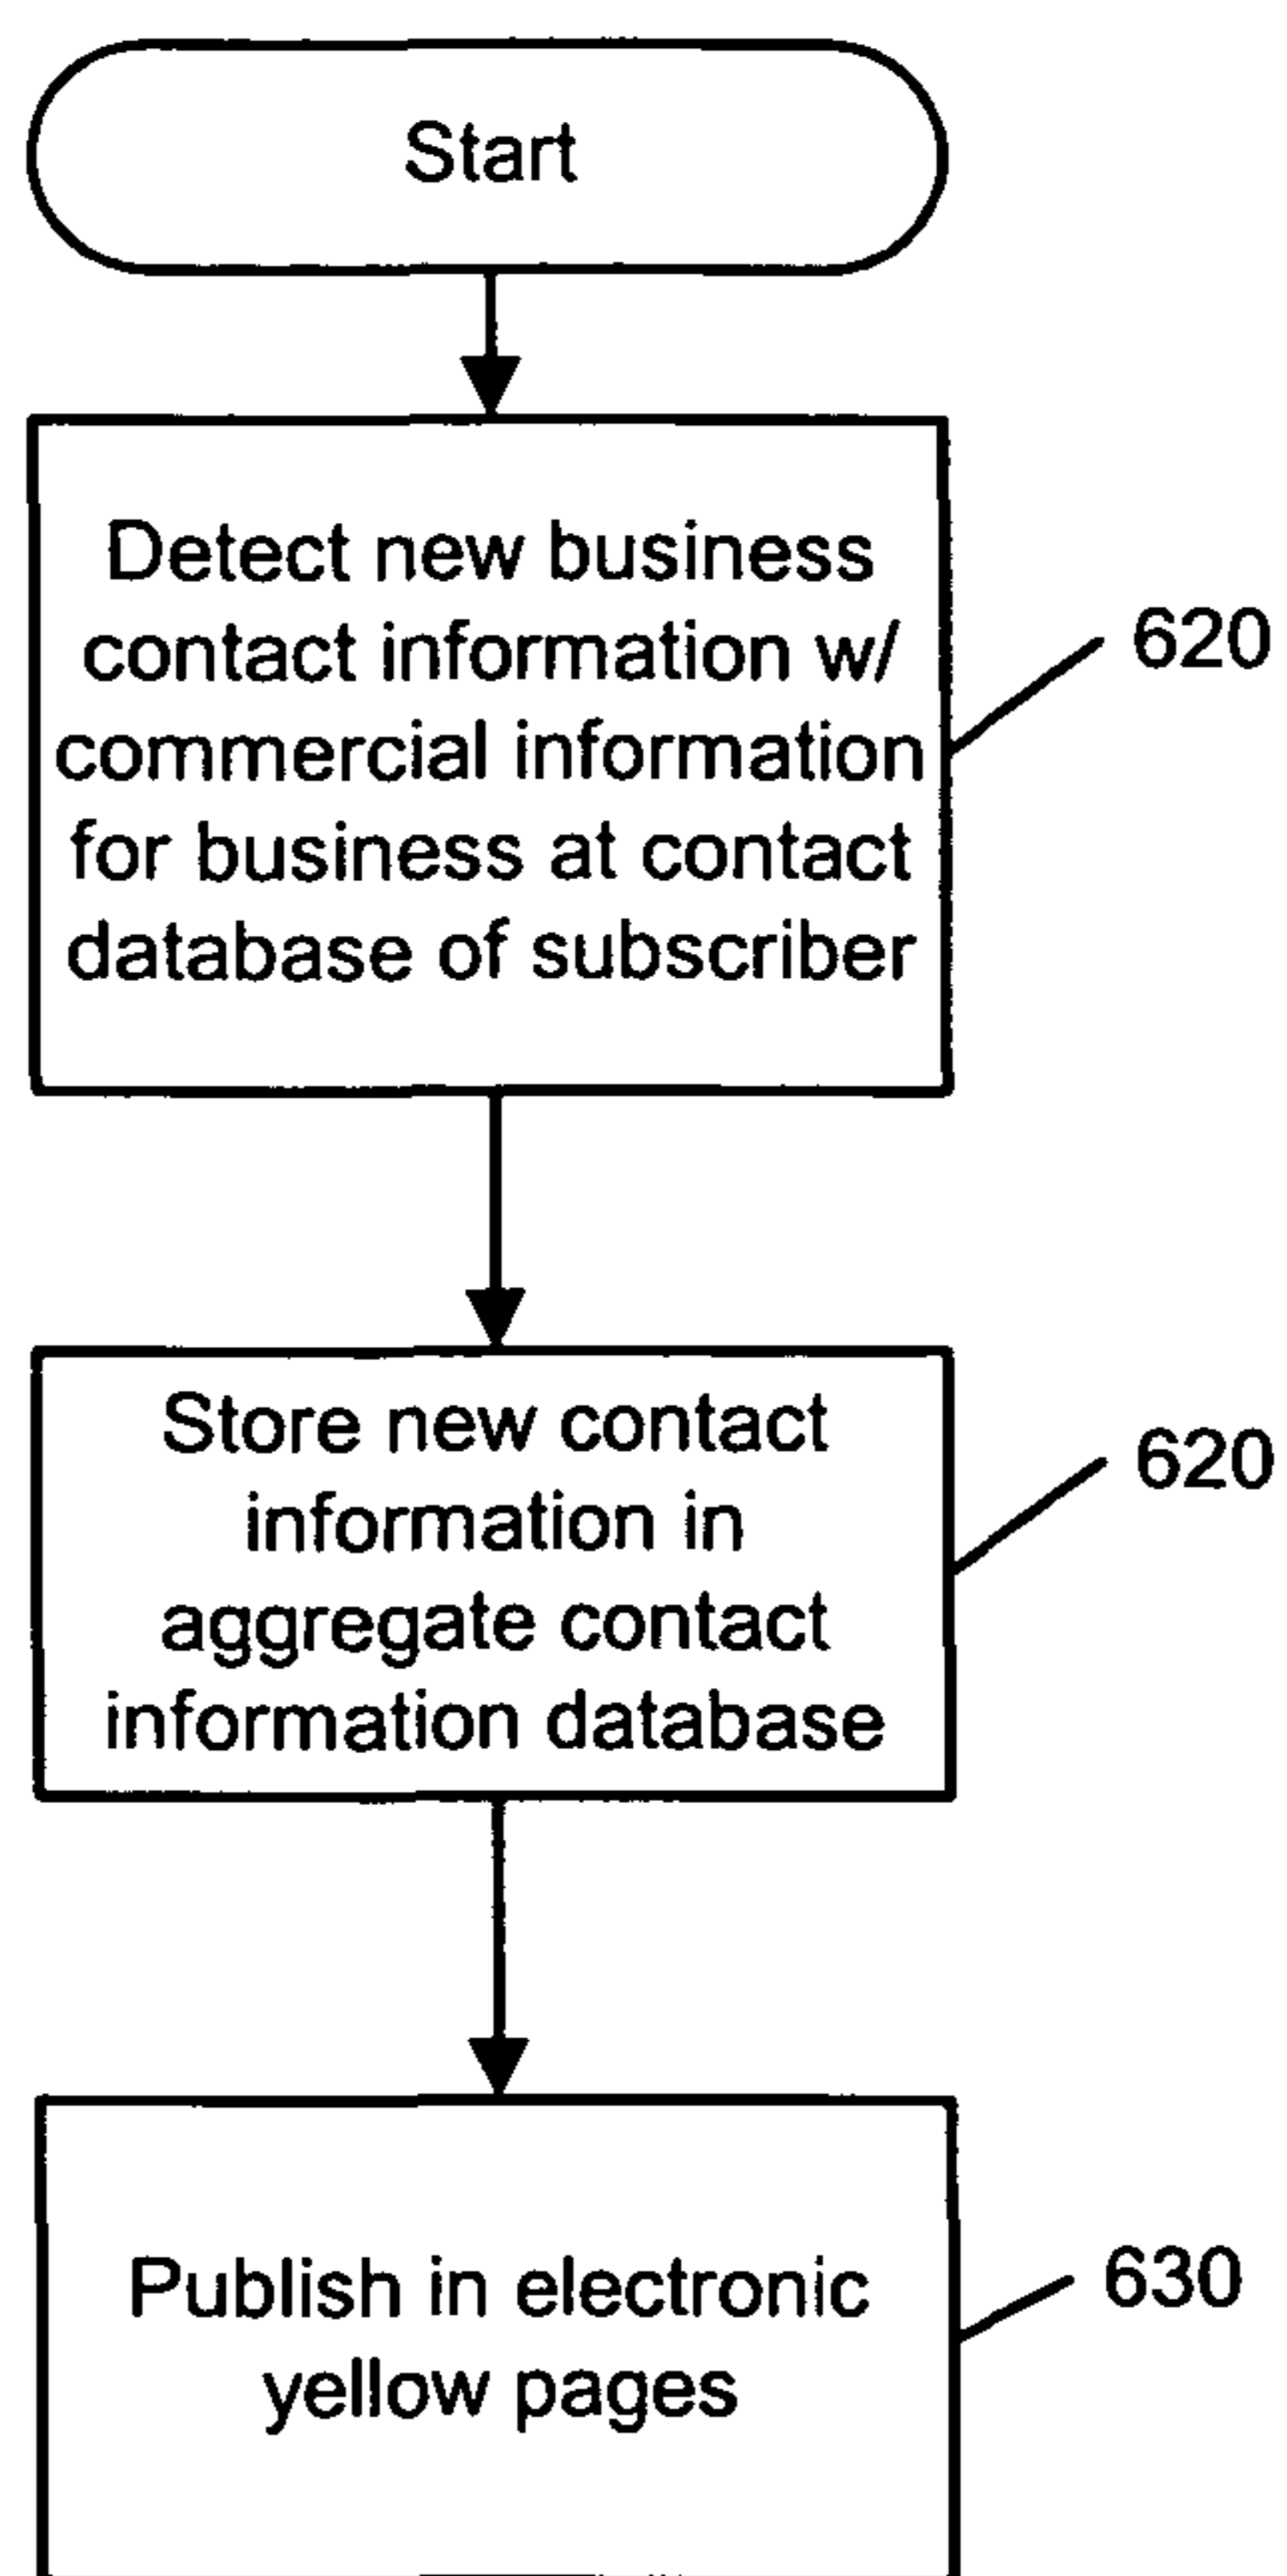 Start
Detect new business
contact information w/
commercial information
for business at contact
database of subscriber
620
Store new contact
information in
aggregate contact
information database
620
Publish in electronic
yellow pages
630